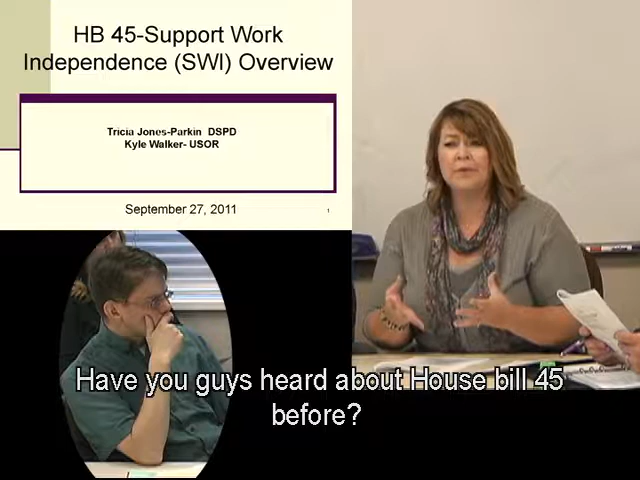 HB 45-Support Work
Independence (SWI) Overview
Tricia Jones-Parkin DSPD
Kyle Walker- USOR
September 27, 2011
1
Have you guys heard about House bill 45
before?